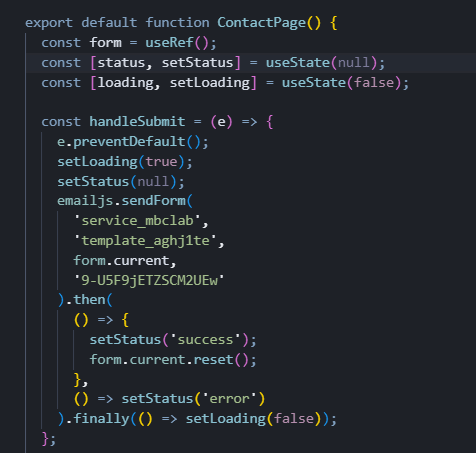 export default function ContactPage() {
  const form = useRef();
  const [status, setStatus] = useState(null);
  const [loading, setLoading] = useState(false);

  const handleSubmit = (e) => {
    e.preventDefault();
    setLoading(true);
    setStatus(null);
    emailjs.sendForm(
      'service_mbclab',
      'template_aghj1te',
      form.current,
      '9-U5F9jETZSCM2UEw'
    ).then(
      () => {
        setStatus('success');
        form.current.reset();
      },
      () => setStatus('error')
    ).finally(() => setLoading(false));
  };